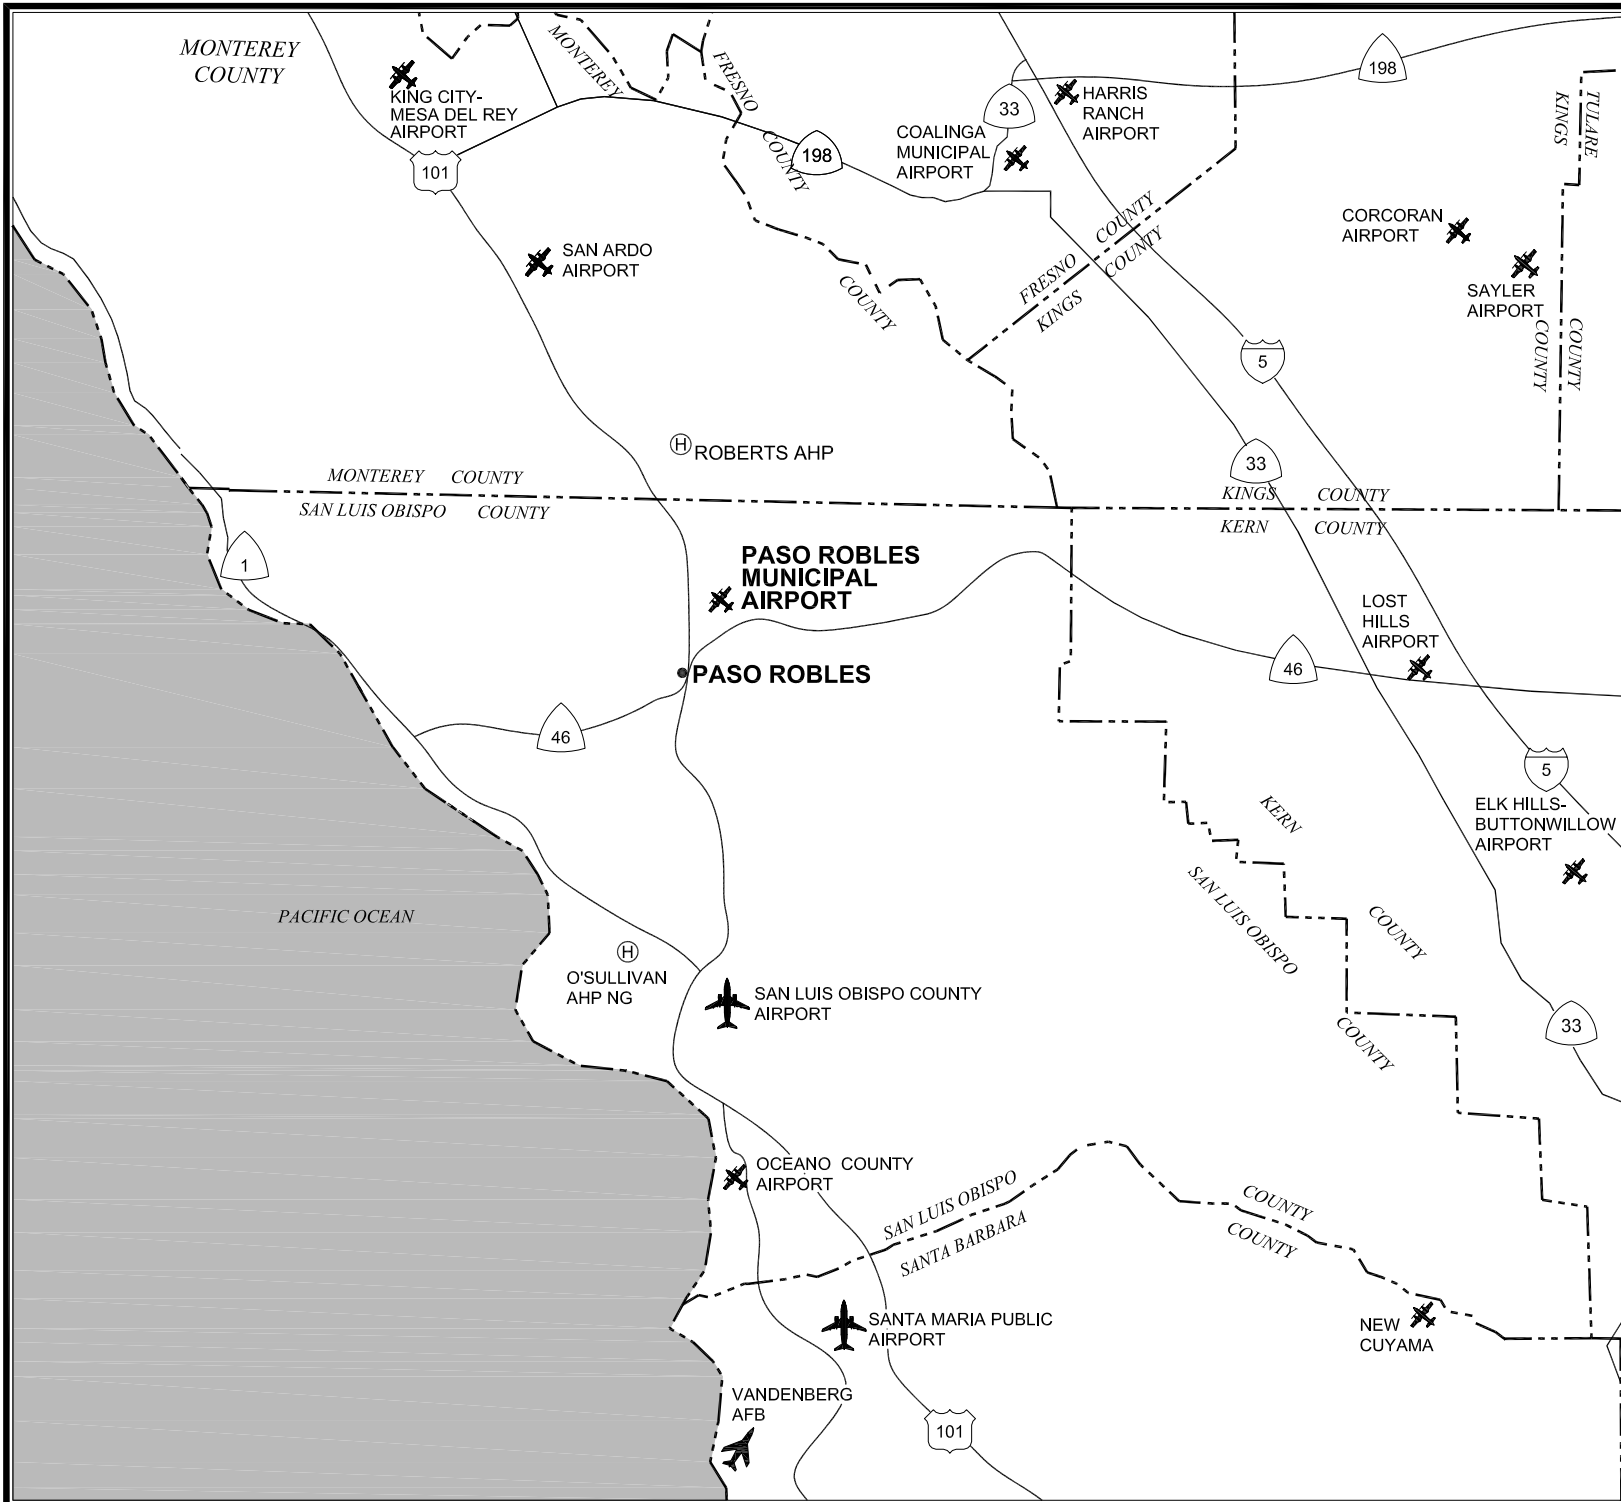 MONTEREY
COUNTY
KING CITY-
MESA DEL REY
AIRPORT
101
MONTEREY
COUNTY
FRESNO
COUNTY
198
33
HARRIS
RANCH
AIRPORT
198
COALINGA
MUNICIPAL
AIRPORT
KINGS
TULARE
COUNTY
COUNTY
SAN ARDO
AIRPORT
FRESNO
COUNTY
KINGS
COUNTY
CORCORAN
AIRPORT
SAYLER
AIRPORT
5
ROBERTS AHP
H
33
MONTEREY COUNTY
SAN LUIS OBISPO COUNTY
KINGS COUNTY
KERN COUNTY
1
PASO ROBLES
MUNICIPAL
AIRPORT
LOST
HILLS
AIRPORT
46
PASO ROBLES
46
5
ELK HILLS-
BUTTONWILLOW
AIRPORT
KERN
COUNTY
SAN LUIS OBISPO
COUNTY
PACIFIC OCEAN
H
O'SULLIVAN
AHP NG
SAN LUIS OBISPO COUNTY
AIRPORT
33
OCEANO COUNTY
AIRPORT
SAN LUIS OBISPO
COUNTY
SANTA BARBARA
COUNTY
SANTA MARIA PUBLIC
AIRPORT
NEW
CUYAMA
VANDENBERG
AFB
101